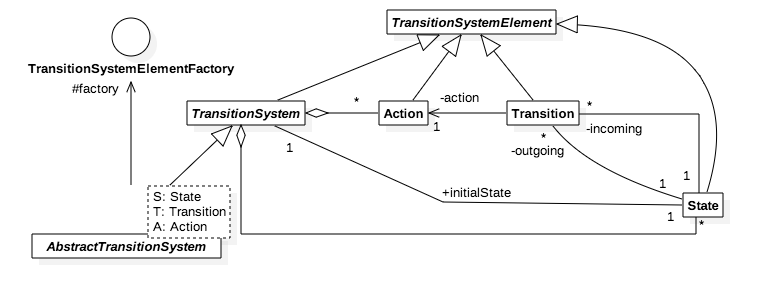 TransitionSystemElement
TransitionSystemElementFactory
#factory
TransitionSystem
*
Action
-action
1
Transition
*
-incoming
*
-outgoing
1
+initialState
1
1
State
1
*
S: State
T: Transition
A: Action
AbstractTransitionSystem